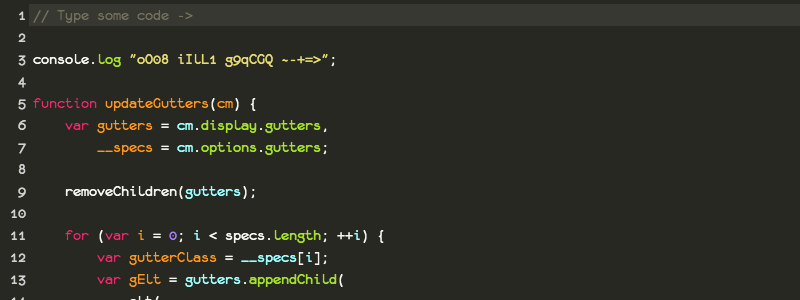 1 // Type some code ->
2
3 console.log "oO08 iIlL1 g9qCGQ ~-+=>";
4
5 function updateGutters(cm) {
6 var gutters = cm.display.gutters,
7 __specs = cm.options.gutters;
8
9 removeChildren(gutters);
10
11 for (var i = 0; i < specs.length; ++i) {
12 var gutterClass = __specs[i];
13 var gElt = gutters.appendChild(